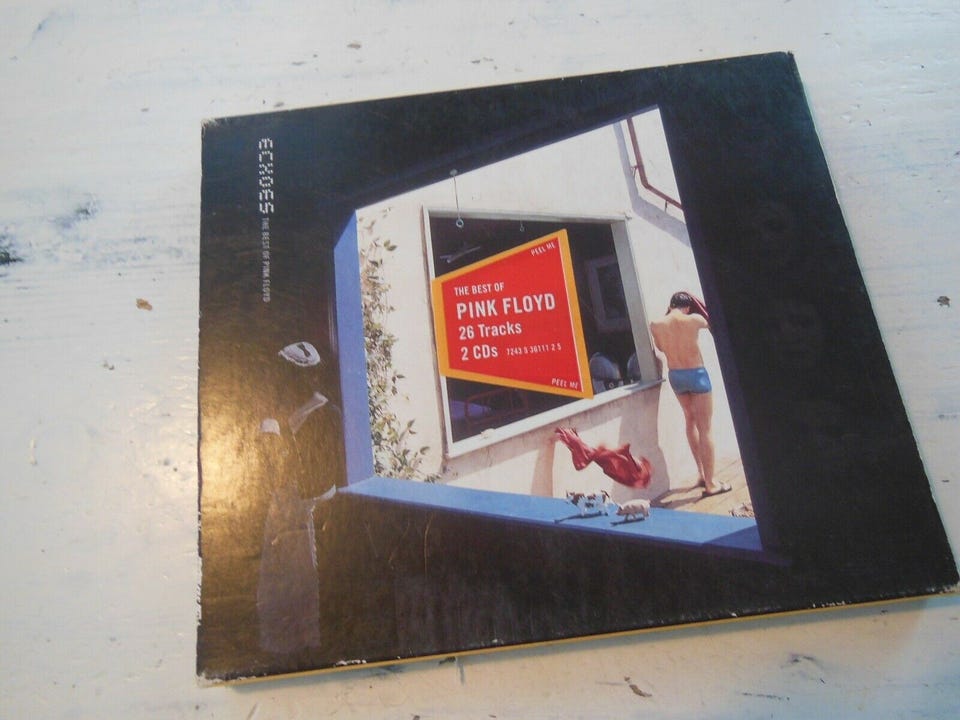 ECHOES
THE BEST OF PINK FLOYD
PEEL ME
THE BEST OF
PINK FLOYD
26 Tracks
2 CDs 7243 5 36111 2 5
PEEL ME